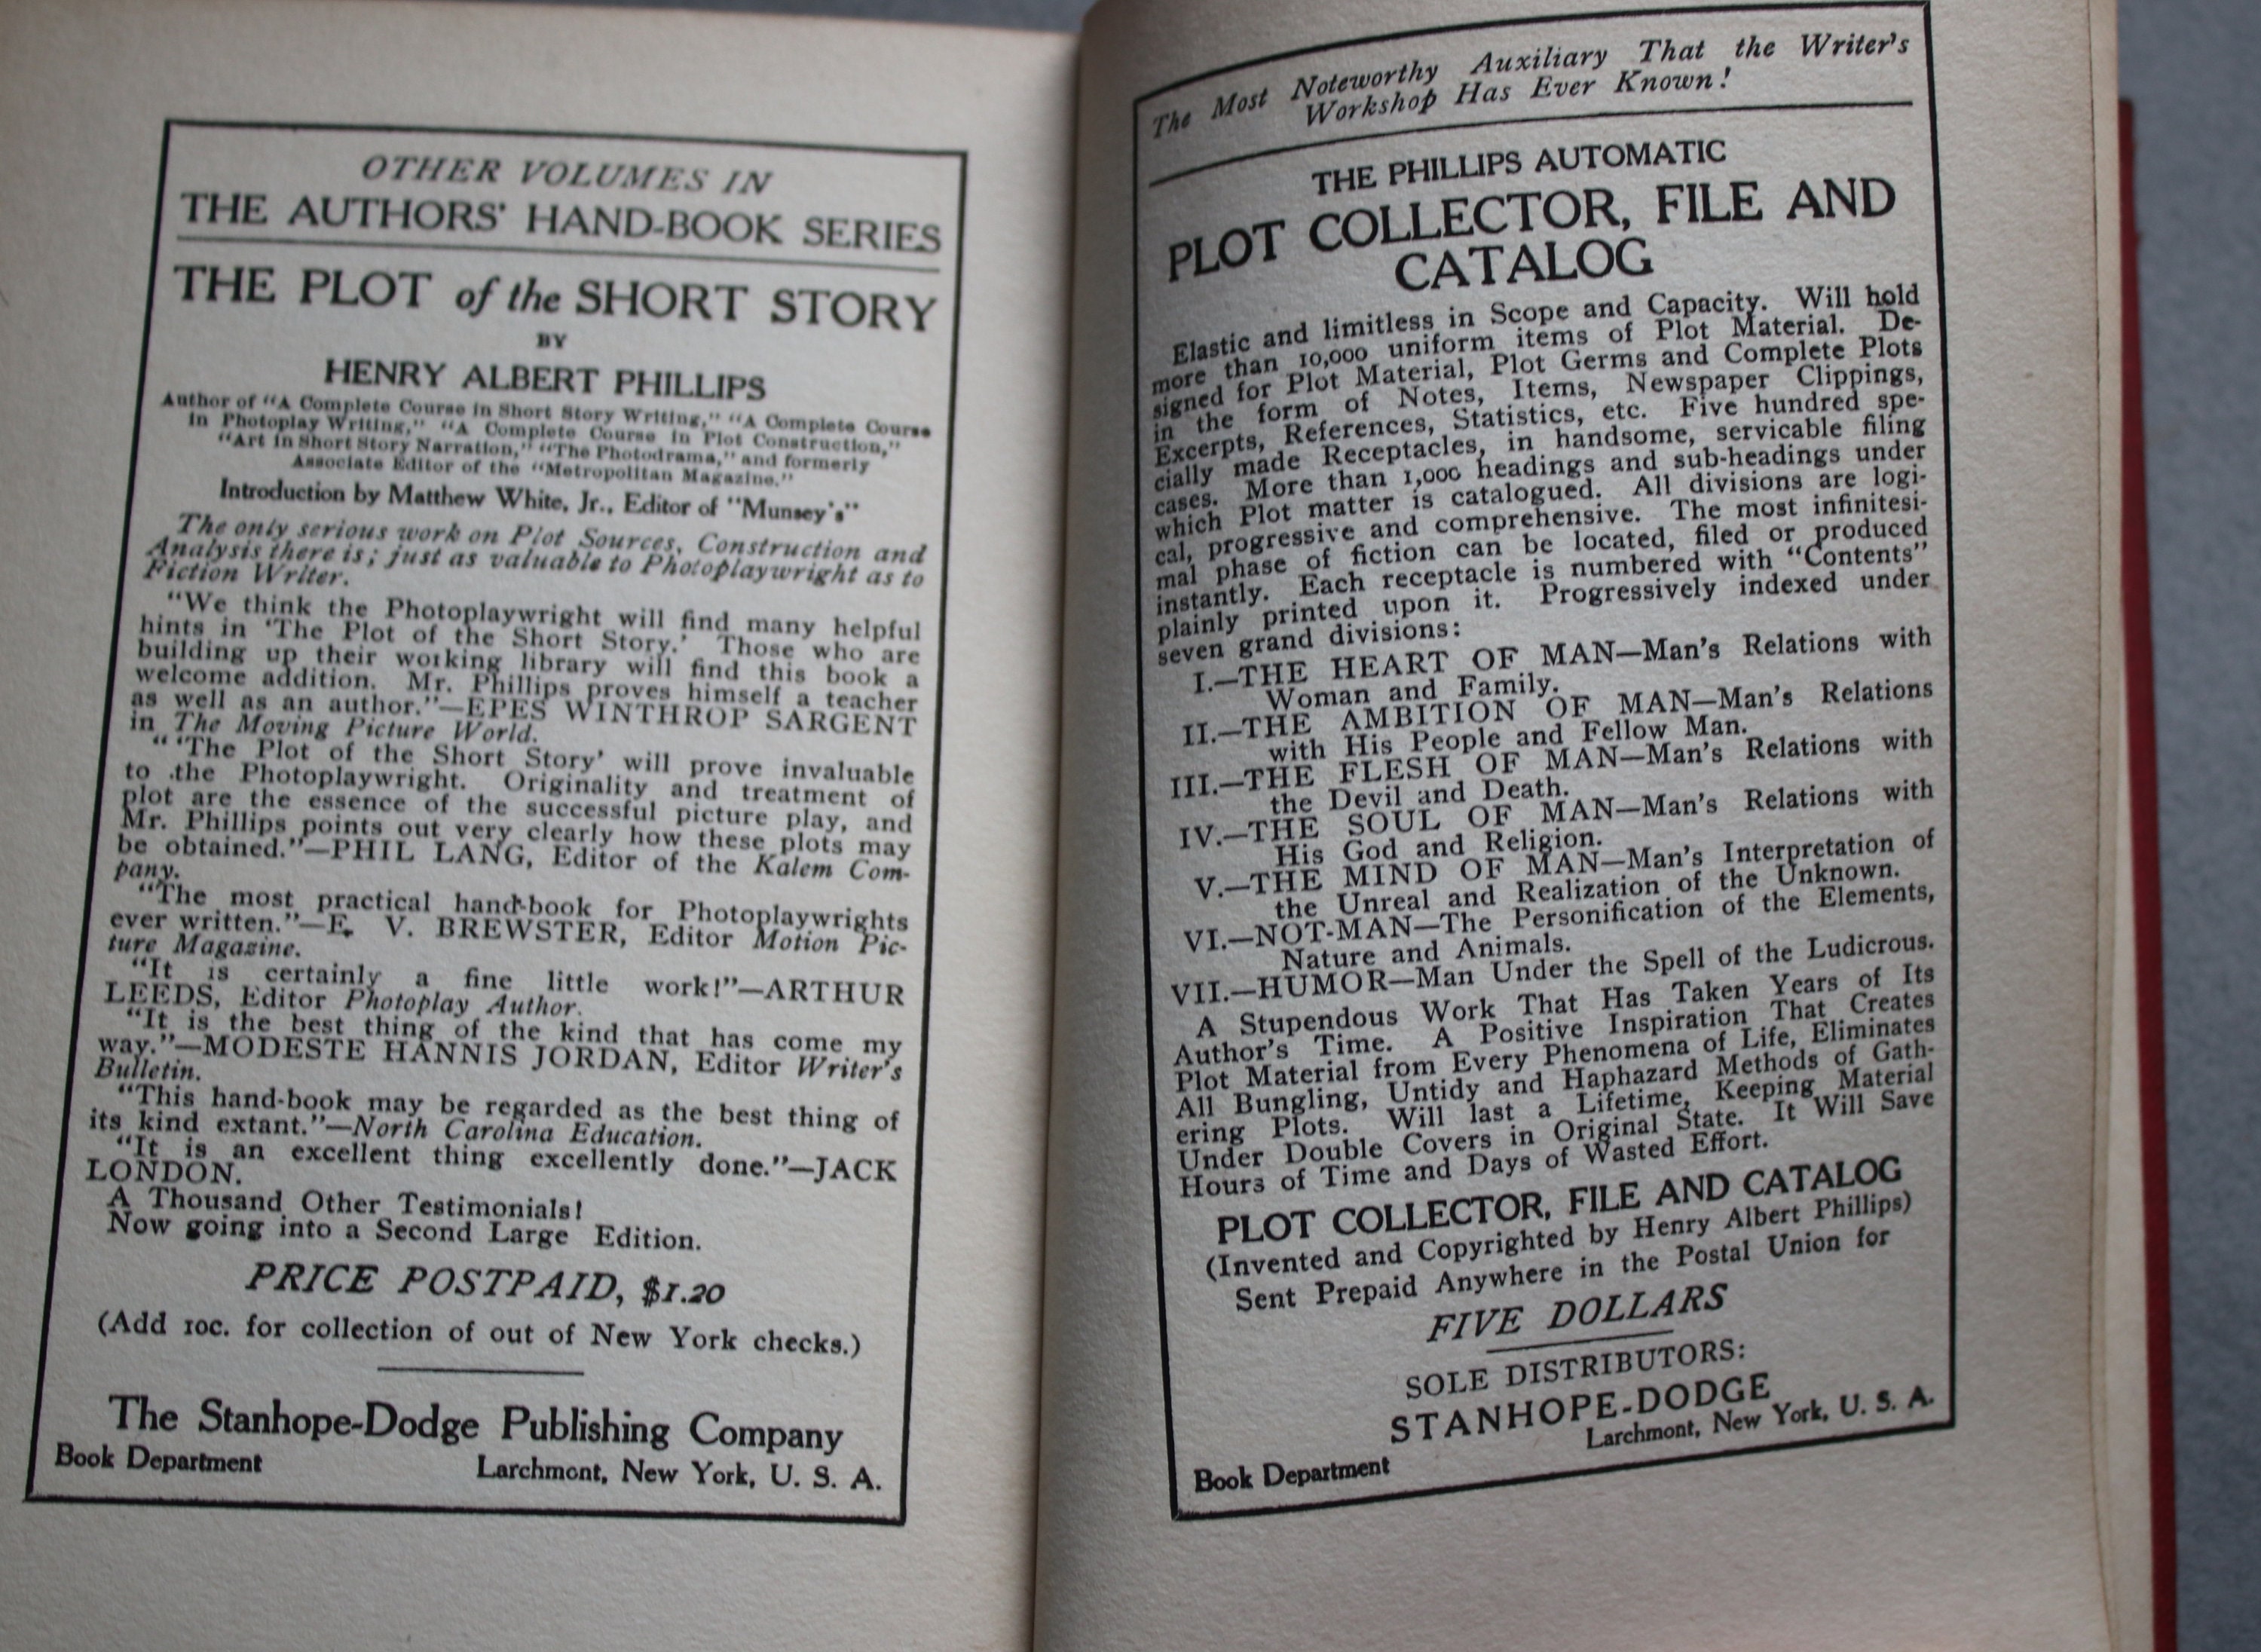 OTHER VOLUMES IN
THE AUTHORS' HAND-BOOK SERIES
THE PLOT of the SHORT STORY
BY
HENRY ALBERT PHILLIPS
Author of "A Complete Course in Short Story Writing," "A Complete Course
in Photoplay Writing," "A Complete Course in Plot Construction,"
"Art in Short Story Narration," "The Photodrama," and formerly
Associate Editor of the "Metropolitan Magazine."
Introduction by Matthew White, Jr., Editor of "Munsey's"
The only serious work on Plot Sources, Construction and
Analysis there is; just as valuable to Photoplaywright as to
Fiction Writer.
"We think the Photoplaywright will find many helpful
hints in 'The Plot of the Short Story.' Those who are
building up their working library will find this book a
welcome addition. Mr. Phillips proves himself a teacher
as well as an author."—EPES WINTHROP SARGENT
in The Moving Picture World.
"'The Plot of the Short Story' will prove invaluable
to the Photoplaywright. Originality and treatment of
plot are the essence of the successful picture play, and
Mr. Phillips points out very clearly how these plots may
be obtained."—PHIL LANG, Editor of the Kalem Com-
pany.
"The most practical hand-book for Photoplaywrights
ever written."—E. V. BREWSTER, Editor Motion Pic-
ture Magazine.
"It is certainly a fine little work!"—ARTHUR
LEEDS, Editor Photoplay Author.
"It is the best thing of the kind that has come my
way."—MODESTE HANNIS JORDAN, Editor Writer's
Bulletin.
"This hand-book may be regarded as the best thing of
its kind extant."—North Carolina Education.
"It is an excellent thing excellently done."—JACK
LONDON.
A Thousand Other Testimonials!
Now going into a Second Large Edition.
PRICE POSTPAID, $1.20
(Add 10c. for collection of out of New York checks.)
The Stanhope-Dodge Publishing Company
Book Department Larchmont, New York, U. S. A.
The Most Noteworthy Auxiliary That the Writer's
Workshop Has Ever Known!
THE PHILLIPS AUTOMATIC
PLOT COLLECTOR, FILE AND
CATALOG
Elastic and limitless in Scope and Capacity. Will hold
more than 10,000 uniform items of Plot Material. De-
signed for Plot Material, Plot Germs and Complete Plots
in the form of Notes, Items, Newspaper Clippings,
Excerpts, References, Statistics, etc. Five hundred spe-
cially made Receptacles, in handsome, servicable filing
cases. More than 1,000 headings and sub-headings under
which Plot matter is catalogued. All divisions are logi-
cal, progressive and comprehensive. The most infinitesi-
mal phase of fiction can be located, filed or produced
instantly. Each receptacle is numbered with "Contents"
plainly printed upon it. Progressively indexed under
seven grand divisions:
I.—THE HEART OF MAN—Man's Relations with
Woman and Family.
II.—THE AMBITION OF MAN—Man's Relations
with His People and Fellow Man.
III.—THE FLESH OF MAN—Man's Relations with
the Devil and Death.
IV.—THE SOUL OF MAN—Man's Relations with
His God and Religion.
V.—THE MIND OF MAN—Man's Interpretation of
the Unreal and Realization of the Unknown.
VI.—NOT-MAN—The Personification of the Elements,
Nature and Animals.
VII.—HUMOR—Man Under the Spell of the Ludicrous.
A Stupendous Work That Has Taken Years of Its
Author's Time. A Positive Inspiration That Creates
Plot Material from Every Phenomena of Life, Eliminates
All Bungling, Untidy and Haphazard Methods of Gath-
ering Plots. Will last a Lifetime, Keeping Material
Under Double Covers in Original State. It Will Save
Hours of Time and Days of Wasted Effort.
PLOT COLLECTOR, FILE AND CATALOG
(Invented and Copyrighted by Henry Albert Phillips)
Sent Prepaid Anywhere in the Postal Union for
FIVE DOLLARS
SOLE DISTRIBUTORS:
STANHOPE-DODGE
Book Department Larchmont, New York, U. S. A.